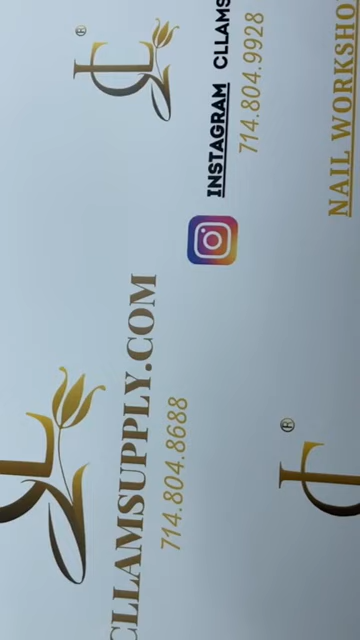 ®
INSTAGRAM CLLAMS
714.804.9928
NAIL WORKSHO
CLLAMSUPPLY.COM
714.804.8688
®